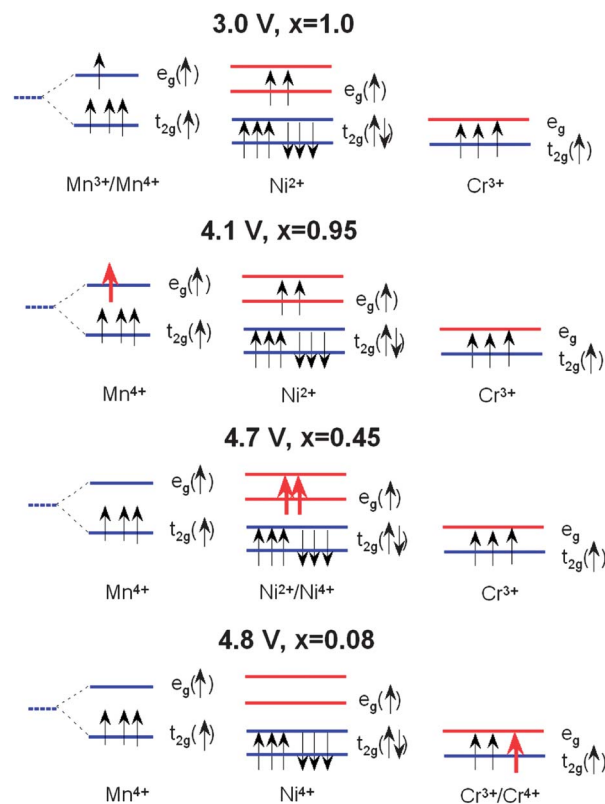 3.0 V, x=1.0
e_g(↑)
e_g(↑)
t_2g(↑)
t_2g(↑↓)
e_g
t_2g(↑)
Mn³⁺/Mn⁴⁺
Ni²⁺
Cr³⁺
4.1 V, x=0.95
e_g(↑)
e_g(↑)
t_2g(↑)
t_2g(↑↓)
e_g
t_2g(↑)
Mn⁴⁺
Ni²⁺
Cr³⁺
4.7 V, x=0.45
e_g(↑)
e_g(↑)
t_2g(↑)
t_2g(↑↓)
e_g
t_2g(↑)
Mn⁴⁺
Ni²⁺/Ni⁴⁺
Cr³⁺
4.8 V, x=0.08
e_g(↑)
e_g(↑)
t_2g(↑)
t_2g(↑↓)
e_g
t_2g(↑)
Mn⁴⁺
Ni⁴⁺
Cr³⁺/Cr⁴⁺